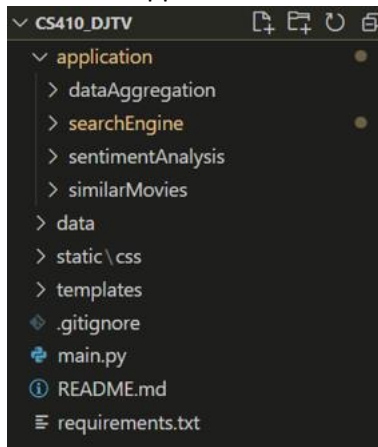 CS410_DJTV
application
dataAggregation
searchEngine
sentimentAnalysis
similarMovies
data
static\css
templates
.gitignore
main.py
README.md
requirements.txt